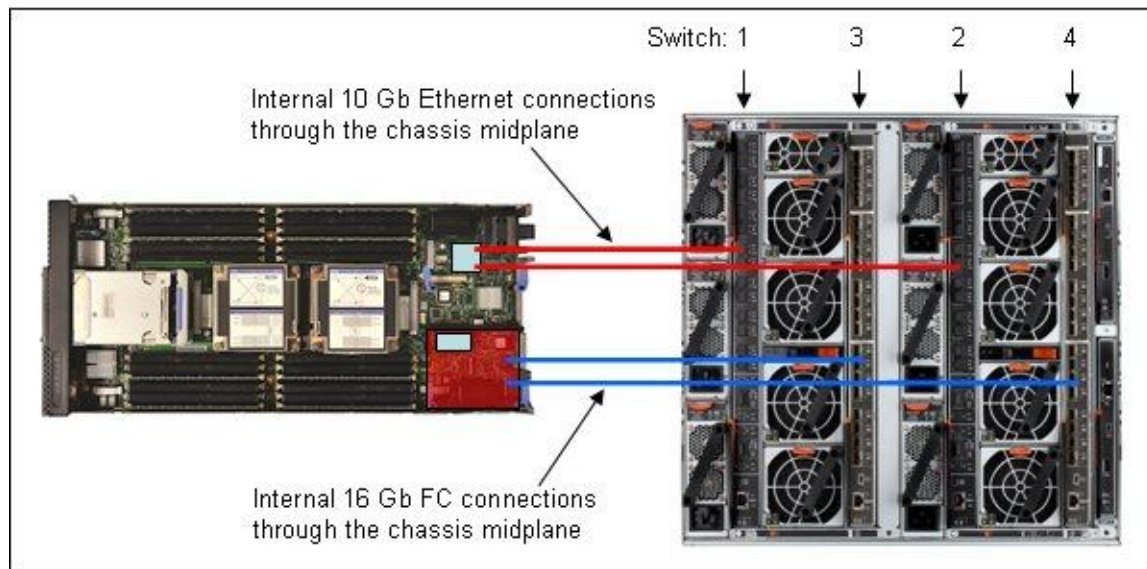 Switch: 1 3 2 4
Internal 10 Gb Ethernet connections
through the chassis midplane
Internal 16 Gb FC connections
through the chassis midplane